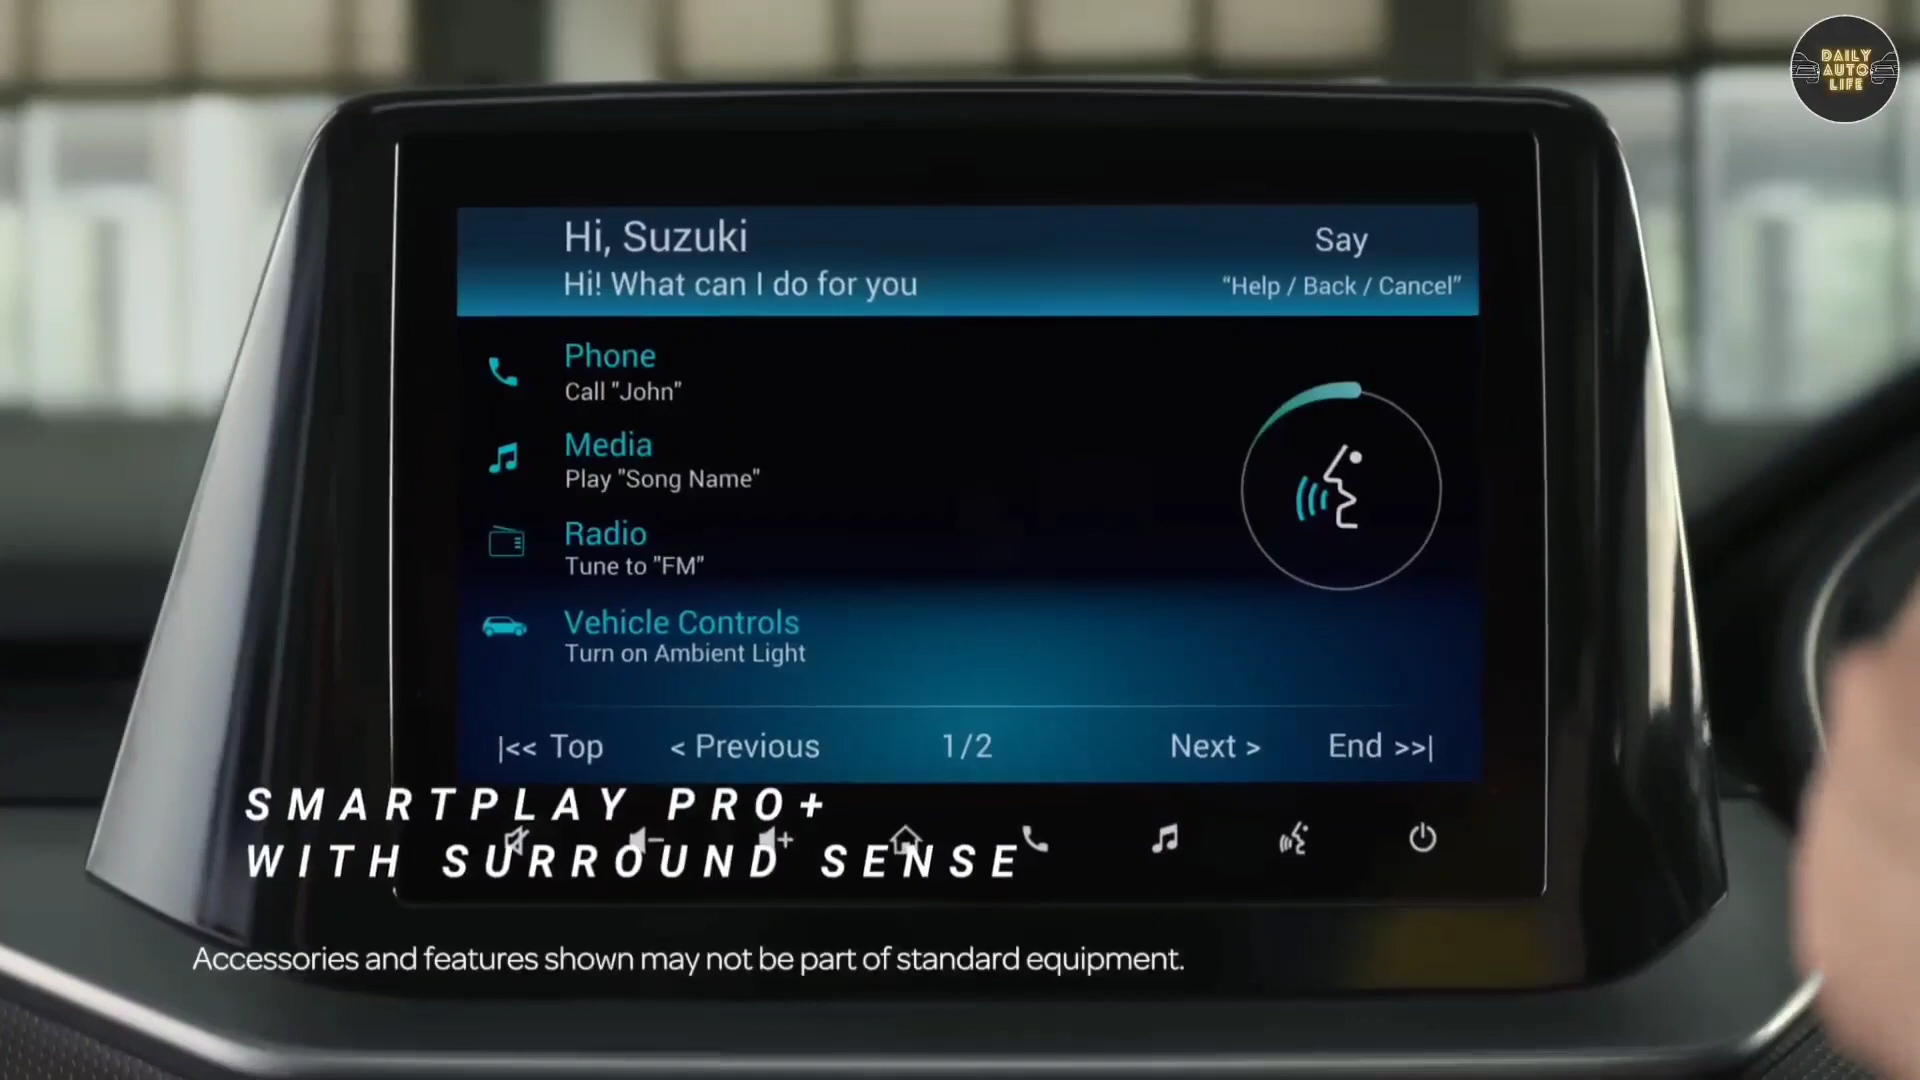 DAILY
AUTO
LIFE
Hi, Suzuki
Hi! What can I do for you
Say
“Help / Back / Cancel”
Phone
Call "John"
Media
Play "Song Name"
Radio
Tune to "FM"
Vehicle Controls
Turn on Ambient Light
|<< Top
< Previous
1/2
Next >
End >>|
SMARTPLAY PRO+
WITH SURROUND SENSE
Accessories and features shown may not be part of standard equipment.